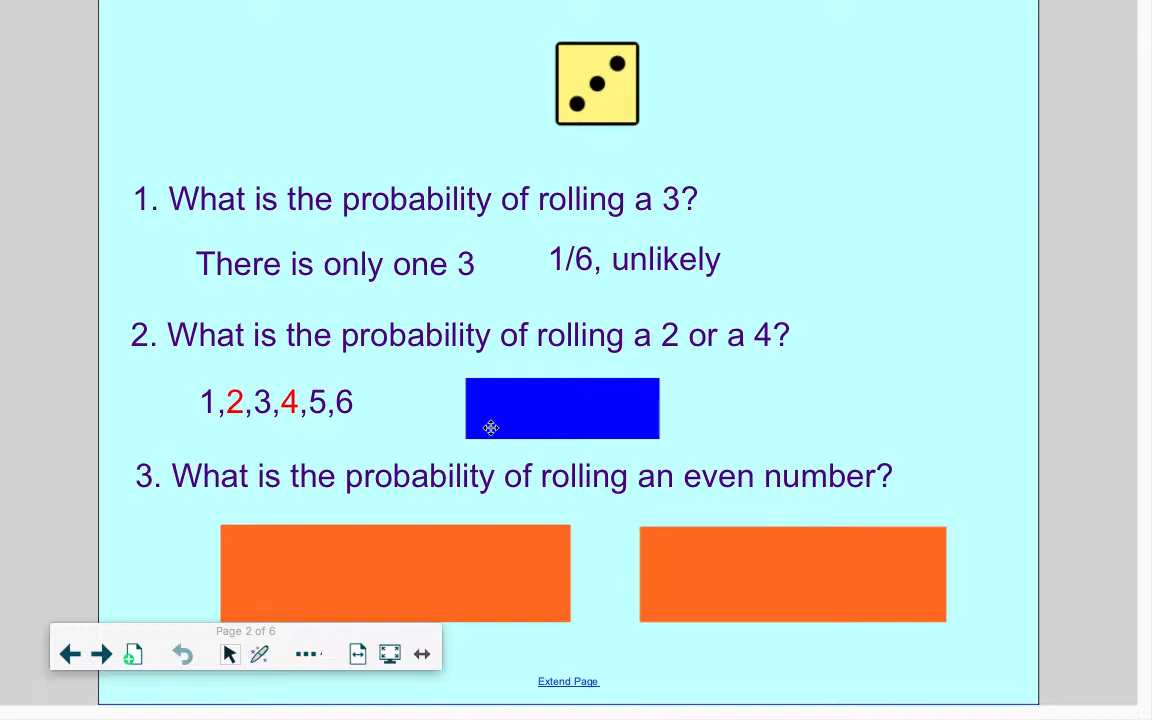 1. What is the probability of rolling a 3?
There is only one 3
1/6, unlikely
2. What is the probability of rolling a 2 or a 4?
1,2,3,4,5,6
3. What is the probability of rolling an even number?
Page 2 of 6
Extend Page